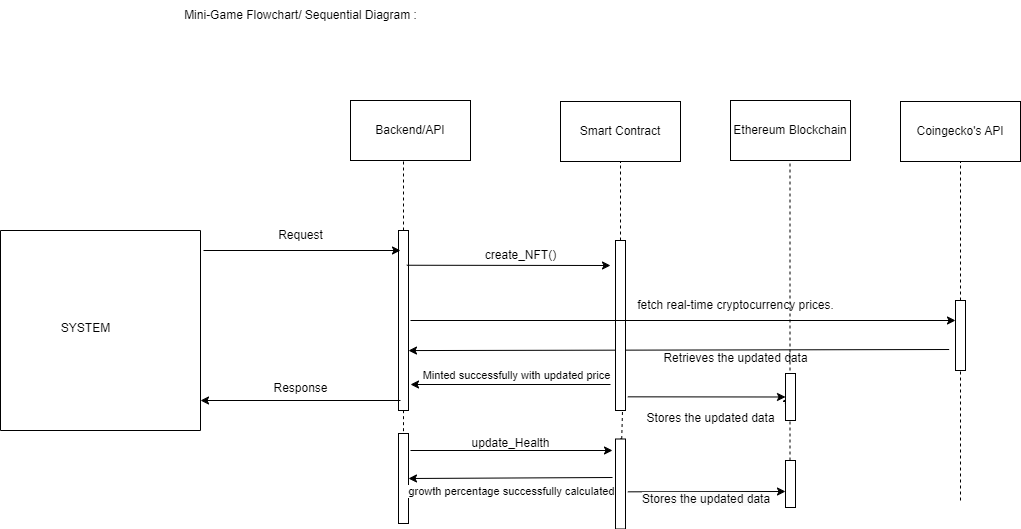 Mini-Game Flowchart/ Sequential Diagram :
Backend/API
Smart Contract
Ethereum Blockchain
Coingecko's API
Request
create_NFT()
fetch real-time cryptocurrency prices.
SYSTEM
Retrieves the updated data
Minted successfully with updated price
Response
Stores the updated data
update_Health
growth percentage successfully calculated
Stores the updated data